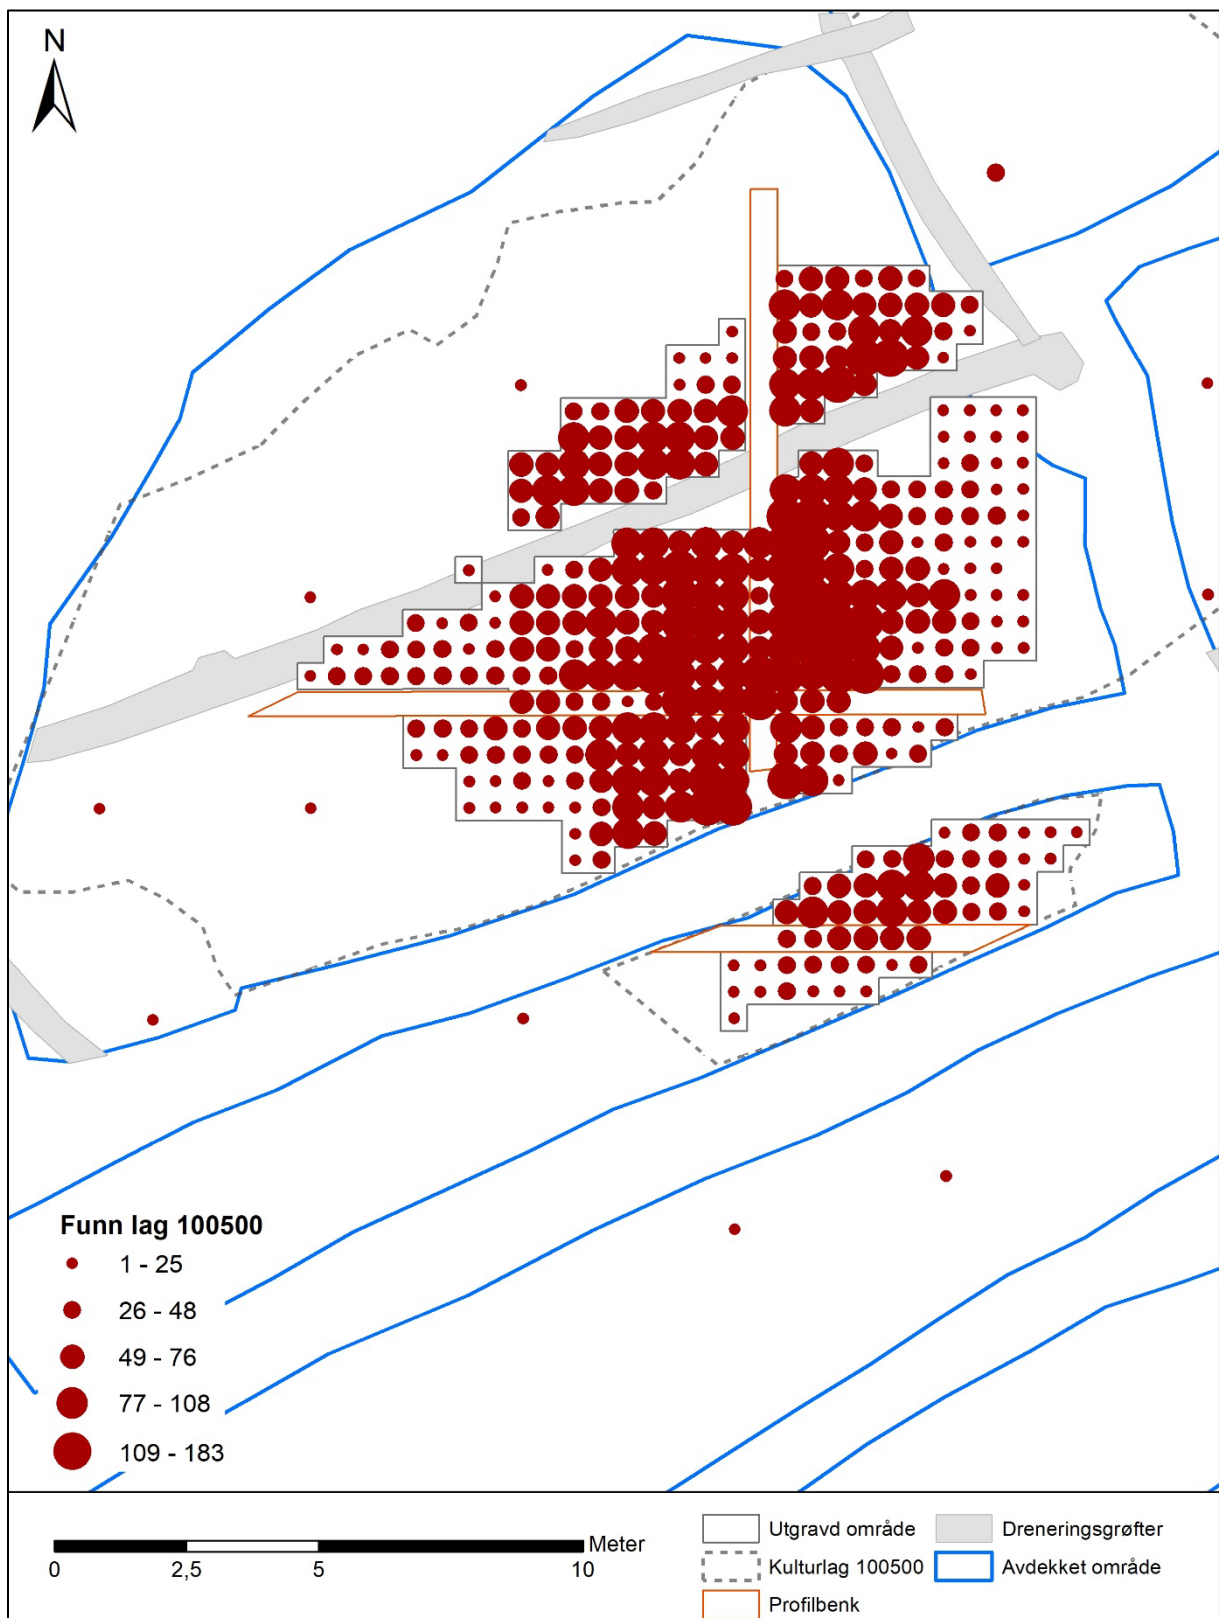 N
Funn lag 100500
1 - 25
26 - 48
49 - 76
77 - 108
109 - 183
Meter
0 2,5 5 10
Utgravd område
Kulturlag 100500
Profilbenk
Dreneringsgrøfter
Avdekket område